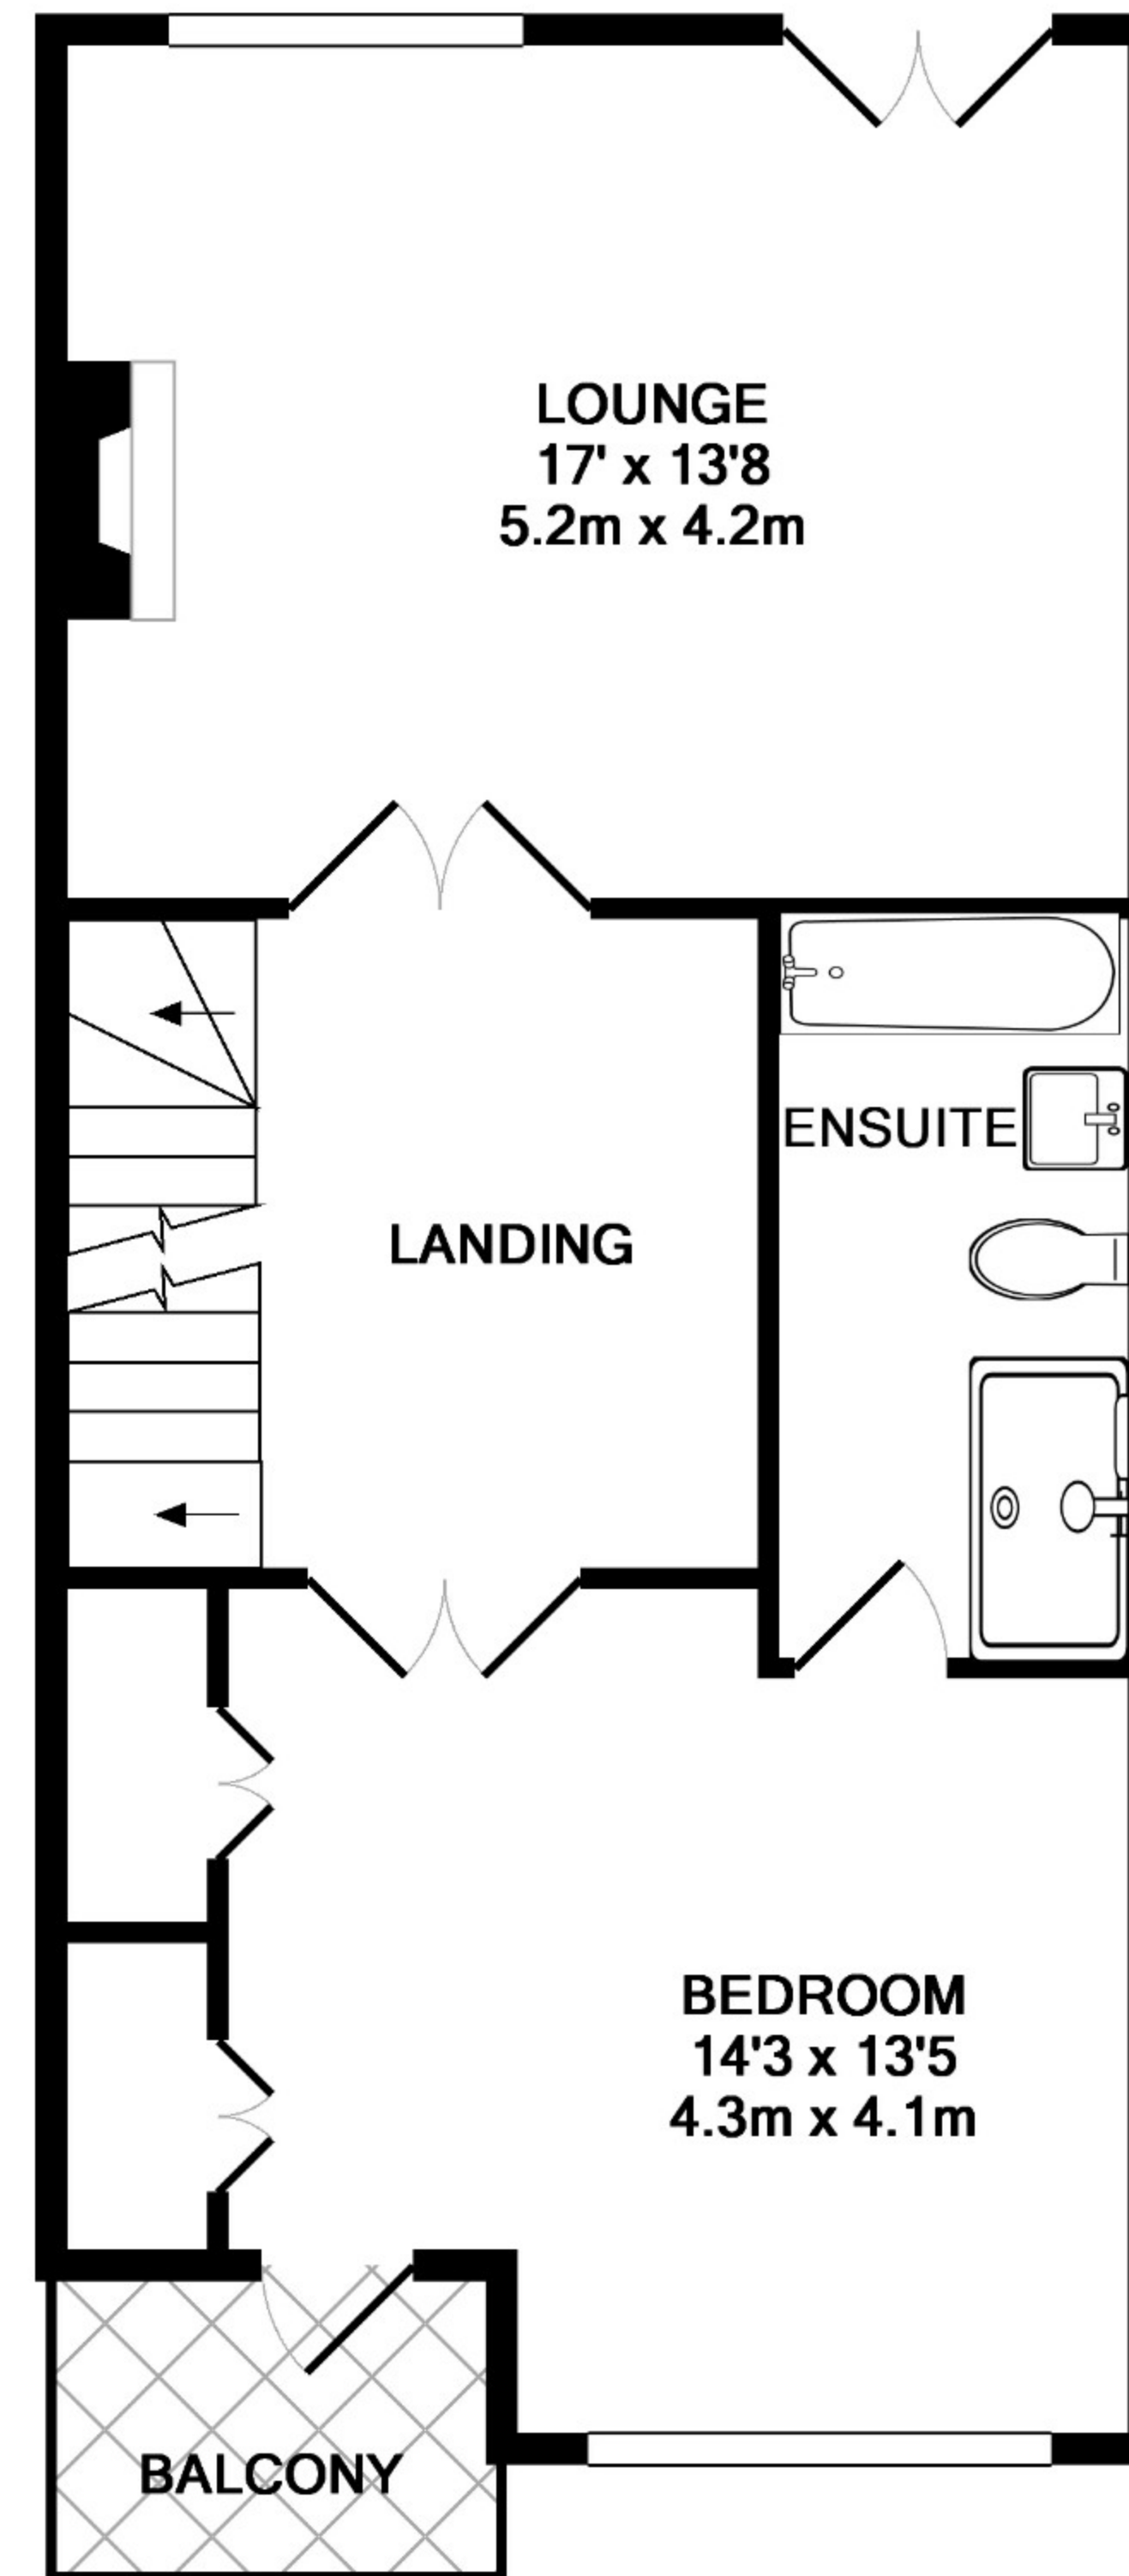 LOUNGE
17' x 13'8
5.2m x 4.2m
ENSUITE
LANDING
BEDROOM
14'3 x 13'5
4.3m x 4.1m
BALCONY